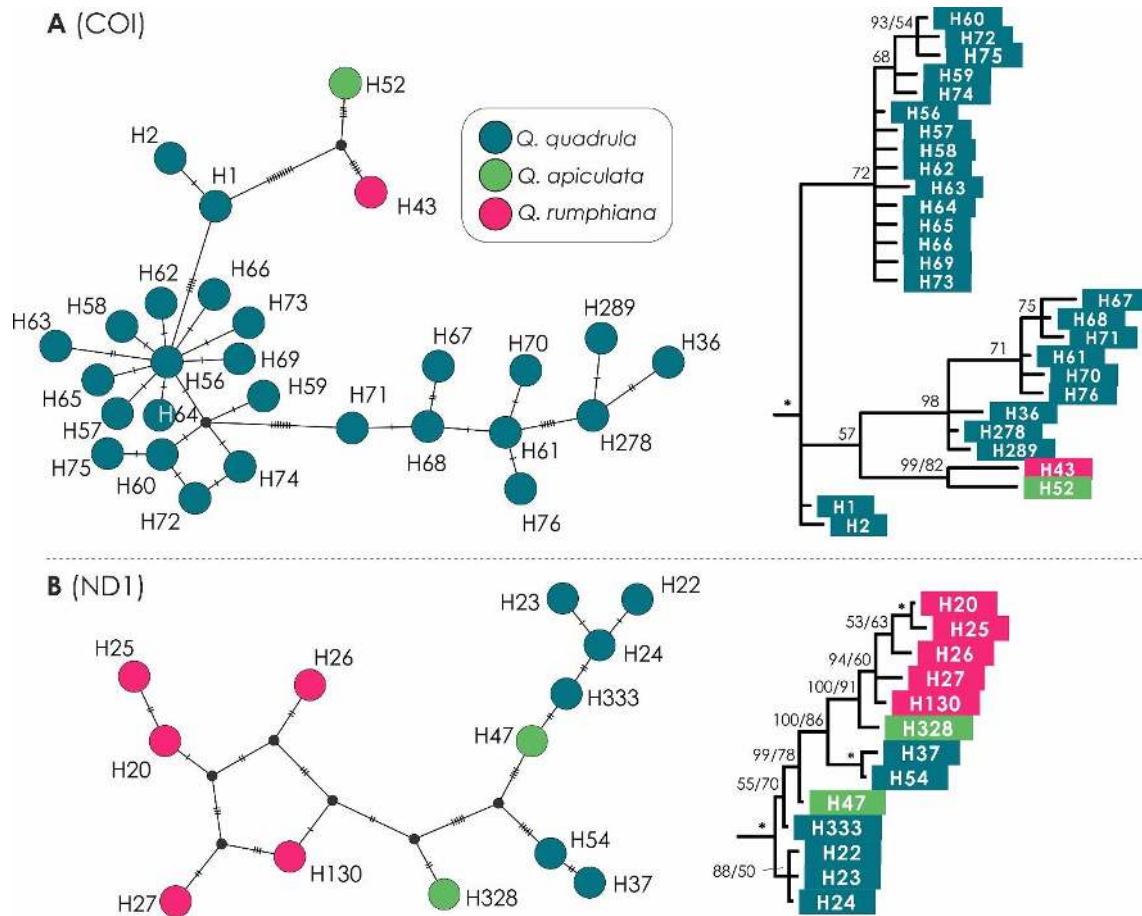 A (COI)
H52
H2
H1
H43
Q. quadrula
Q. apiculata
Q. rumphiana
H62
H66
H58
H73
H63
H69
H56
H65
H59
H64
H57
H75
H60
H74
H72
H67
H70
H289
H36
H71
H68
H61
H278
H76
93/54
H60
H72
H75
68
H59
H74
H56
H57
H58
H62
72
H63
H64
H65
H66
H69
H73
75
H67
H68
H71
71
H61
H70
H76
98
H36
H278
H289
*
57
99/82
H43
H52
H1
H2
B (ND1)
H25
H20
H26
H27
H130
H23
H22
H24
H333
H47
H54
H37
H328
*
H20
53/63
H25
H26
94/60
H27
H130
100/91
H328
100/86
*
H37
H54
99/78
H47
55/70
H333
*
H22
88/50
H23
H24